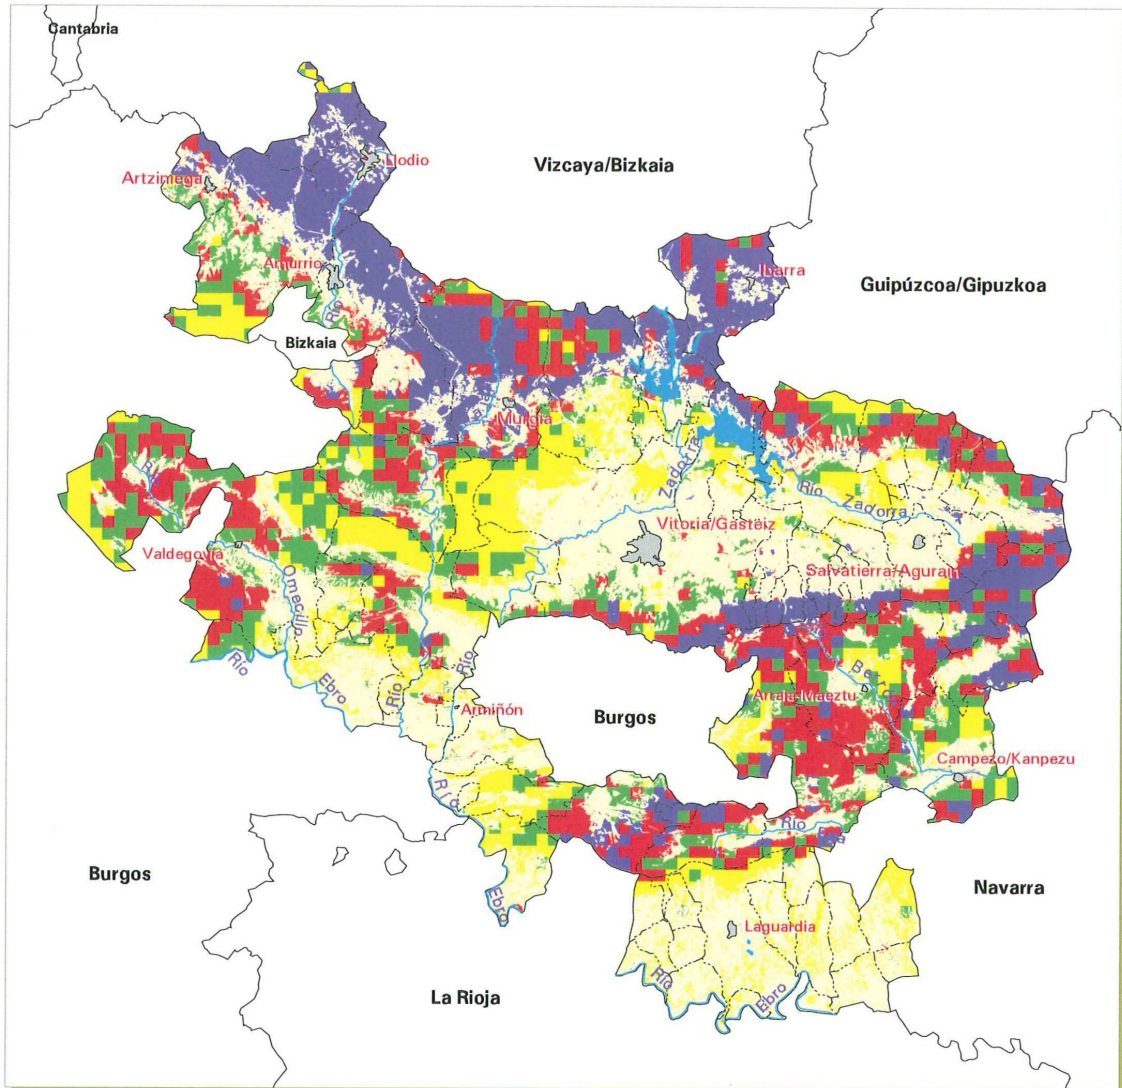 Cantabria
Llodio
Vizcaya/Bizkaia
Artzimega
Amurrio
Ibarra
Guipúzcoa/Gipuzkoa
Río
Bizkaia
Murgia
Zadorra
Río
Río
Zadorra
Vitoria/Gasteiz
Valdegovía
Salvatierra/Agurain
Omecillo
Río
Ebro
Río
Río
Arraia-Maeztu
Armiñón
Burgos
Campezo/Kanpezu
Río
Río
Ega
Burgos
Navarra
Ebro
Laguardia
Río
Ebro
La Rioja